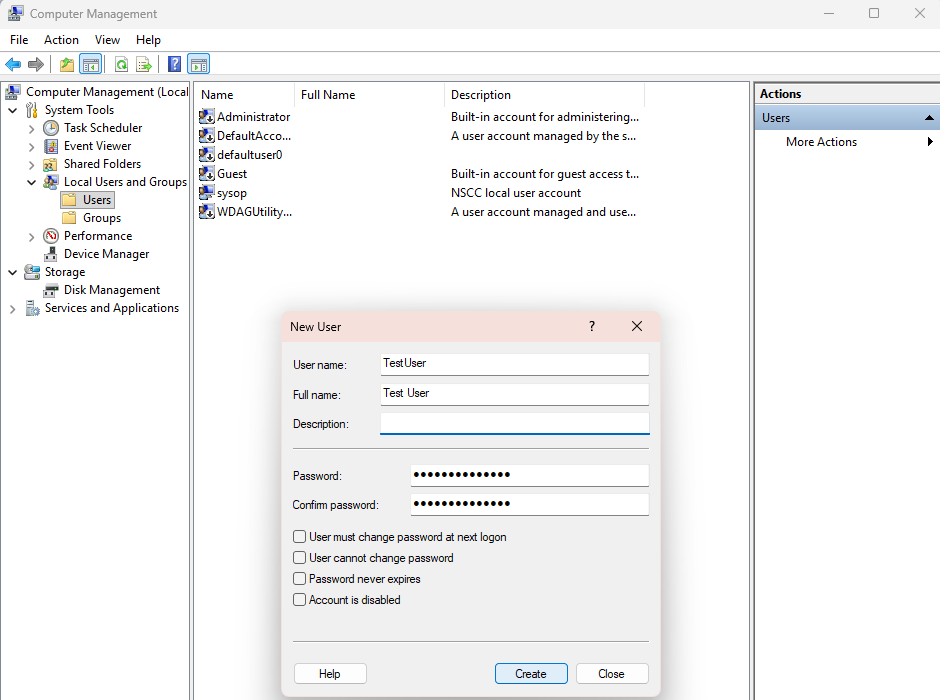 Computer Management
File Action View Help
Computer Management (Local
System Tools
Task Scheduler
Event Viewer
Shared Folders
Local Users and Groups
Users
Groups
Performance
Device Manager
Storage
Disk Management
Services and Applications
Name Full Name Description
Administrator Built-in account for administering...
DefaultAcco... A user account managed by the s...
defaultuser0
Guest Built-in account for guest access t...
sysop NSCC local user account
WDAGUtility... A user account managed and use...
Actions
Users
More Actions
New User ?
User name: TestUser
Full name: Test User
Description:
Password: ●●●●●●●●●●●●●●
Confirm password: ●●●●●●●●●●●●●●
User must change password at next logon
User cannot change password
Password never expires
Account is disabled
Help Create Close